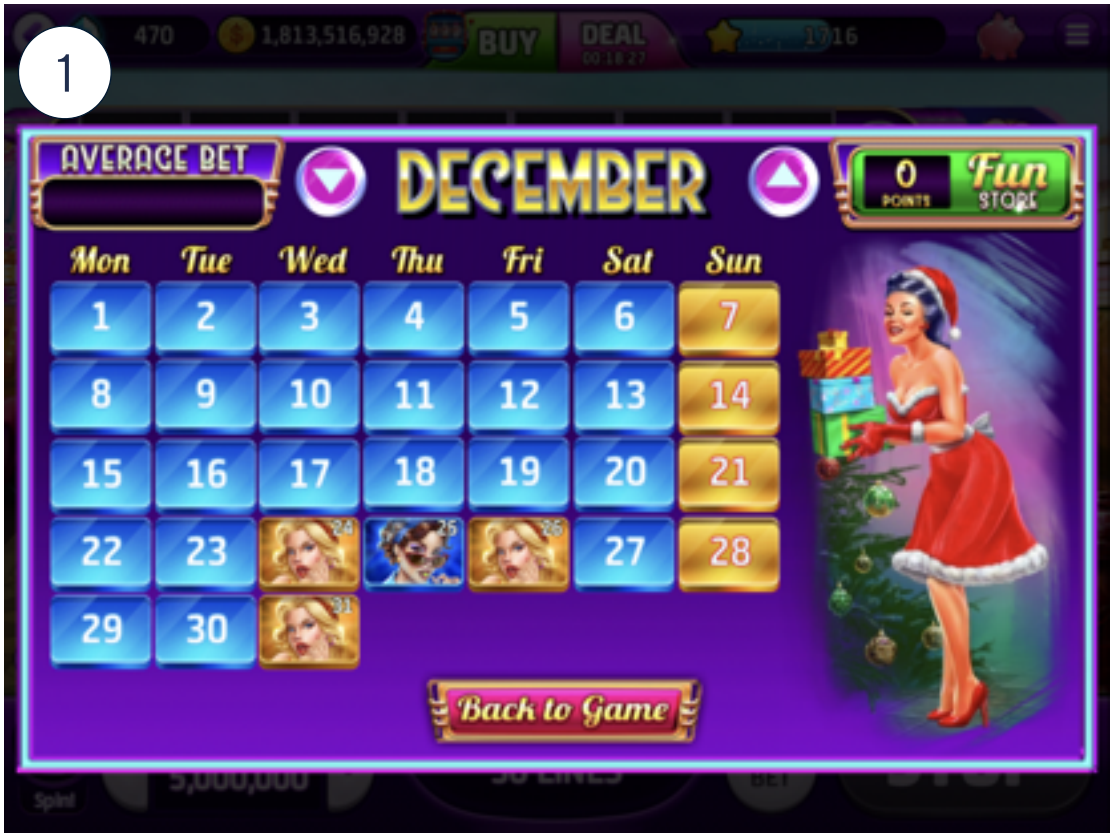 1
470
1,813,516,928
BUY
DEAL
00:18:27
1716
AVERAGE BET
DECEMBER
0
POINTS
Fun
STORE
Mon Tue Wed Thu Fri Sat Sun
1 2 3 4 5 6 7
8 9 10 11 12 13 14
15 16 17 18 19 20 21
22 23 24 25 26 27 28
29 30 31
Back to Game
5,000,000
LINES
BET
Spin!